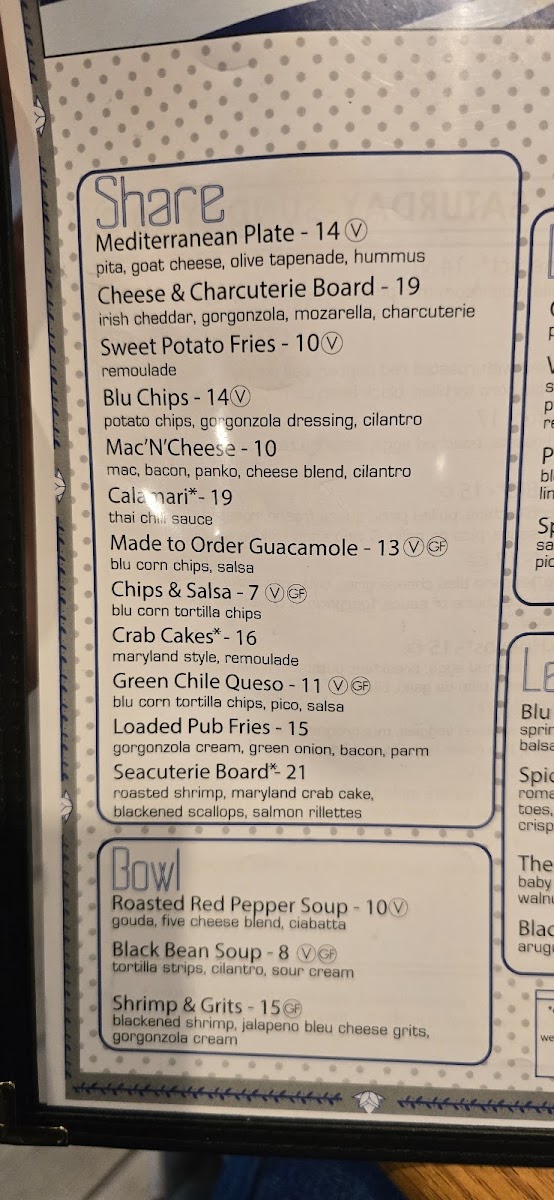 Share
Mediterranean Plate - 14 V
pita, goat cheese, olive tapenade, hummus
Cheese & Charcuterie Board - 19
irish cheddar, gorgonzola, mozarella, charcuterie
Sweet Potato Fries - 10 V
remoulade
Blu Chips - 14 V
potato chips, gorgonzola dressing, cilantro
Mac'N'Cheese - 10
mac, bacon, panko, cheese blend, cilantro
Calamari* - 19
thai chili sauce
Made to Order Guacamole - 13 V GF
blu corn chips, salsa
Chips & Salsa - 7 V GF
blu corn tortilla chips
Crab Cakes* - 16
maryland style, remoulade
Green Chile Queso - 11 V GF
blu corn tortilla chips, pico, salsa
Loaded Pub Fries - 15
gorgonzola cream, green onion, bacon, parm
Seacuterie Board* - 21
roasted shrimp, maryland crab cake,
blackened scallops, salmon rillettes
Bowl
Roasted Red Pepper Soup - 10 V
gouda, five cheese blend, ciabatta
Black Bean Soup - 8 V GF
tortilla strips, cilantro, sour cream
Shrimp & Grits - 15 GF
blackened shrimp, jalapeno bleu cheese grits,
gorgonzola cream
Blu
The
baby